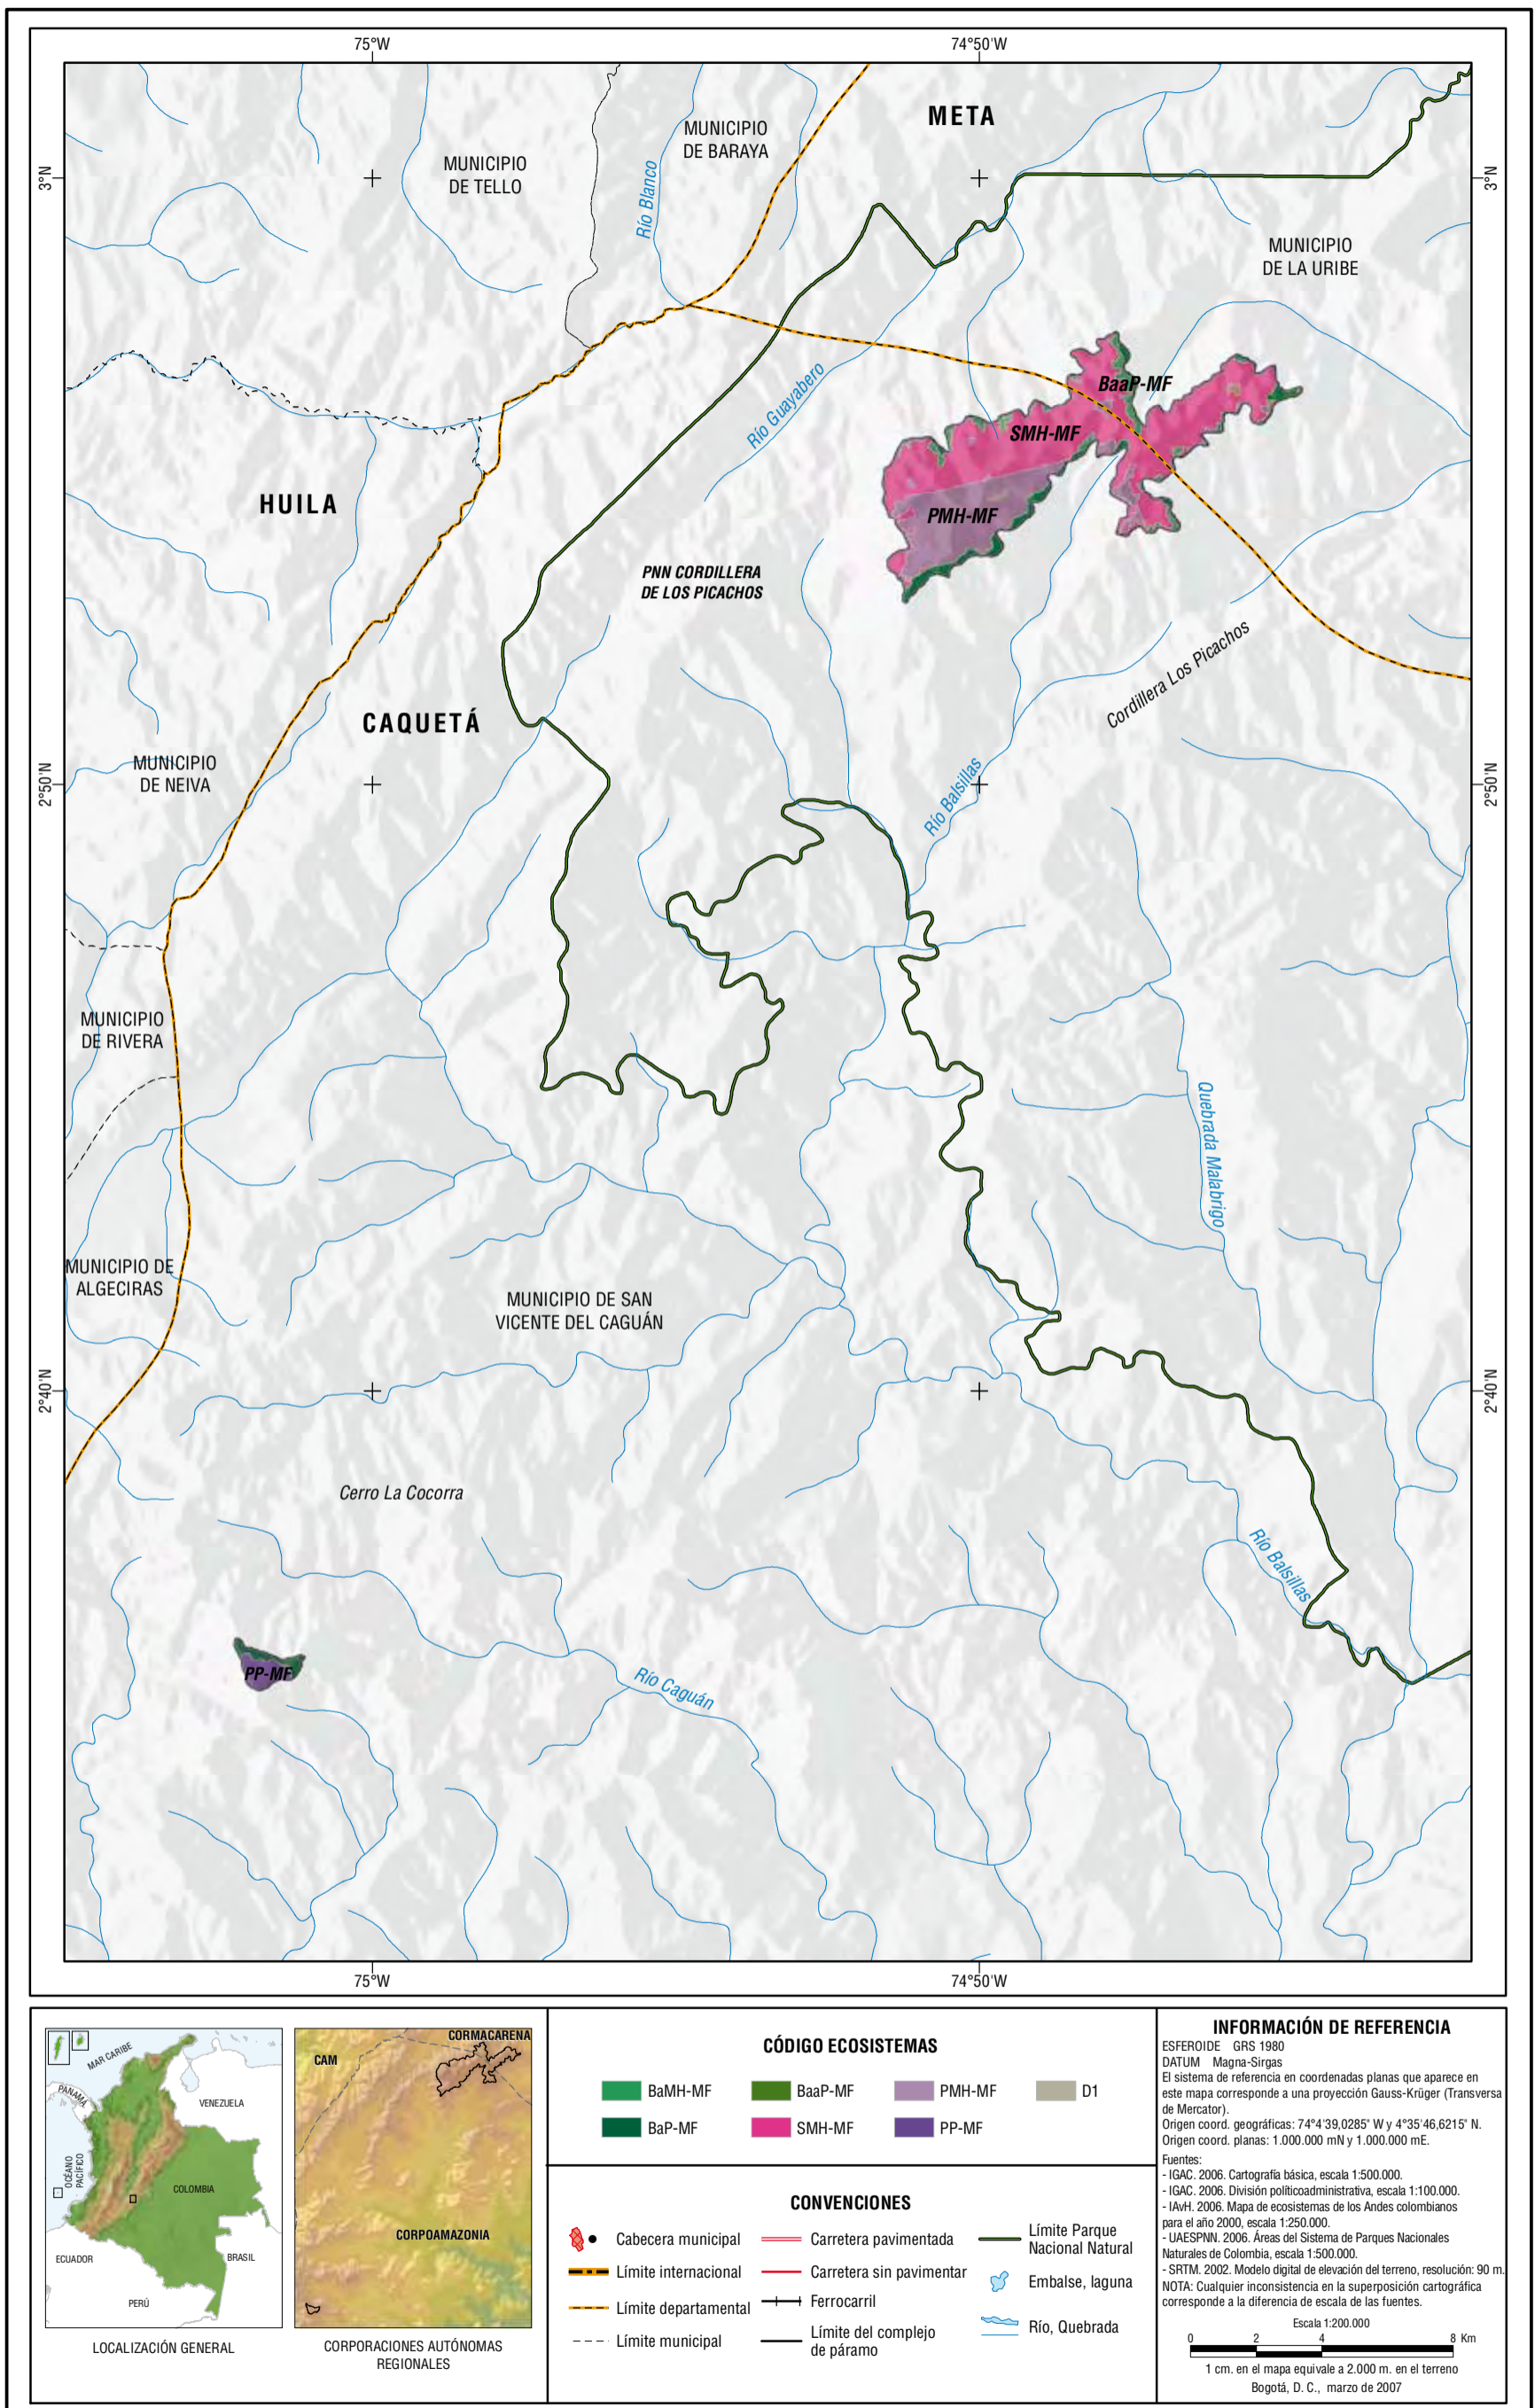 75°W
74°50'W
META
MUNICIPIO
DE BARAYA
MUNICIPIO
DE TELLO
3°N
3°N
Río Blanco
MUNICIPIO
DE LA URIBE
BaaP-MF
Río Guayabero
SMH-MF
HUILA
PMH-MF
PNN CORDILLERA
DE LOS PICACHOS
Cordillera Los Picachos
CAQUETÁ
MUNICIPIO
DE NEIVA
2°50'N
2°50'N
Río Balsillas
MUNICIPIO
DE RIVERA
Quebrada Malabrigo
MUNICIPIO DE
ALGECIRAS
MUNICIPIO DE SAN
VICENTE DEL CAGUÁN
2°40'N
2°40'N
Cerro La Cocorra
Río Balsillas
PP-MF
Río Caguán
75°W
74°50'W
MAR CARIBE
PANAMÁ
VENEZUELA
OCÉANO
PACÍFICO
COLOMBIA
ECUADOR
BRASIL
PERÚ
LOCALIZACIÓN GENERAL
CORMACARENA
CAM
CORPOAMAZONIA
CORPORACIONES AUTÓNOMAS
REGIONALES
CÓDIGO ECOSISTEMAS
BaMH-MF
BaaP-MF
PMH-MF
D1
BaP-MF
SMH-MF
PP-MF
CONVENCIONES
Cabecera municipal
Límite internacional
Límite departamental
Límite municipal
Carretera pavimentada
Carretera sin pavimentar
Ferrocarril
Límite del complejo
de páramo
Límite Parque
Nacional Natural
Embalse, laguna
Río, Quebrada
INFORMACIÓN DE REFERENCIA
ESFEROIDE GRS 1980
DATUM Magna-Sirgas
El sistema de referencia en coordenadas planas que aparece en
este mapa corresponde a una proyección Gauss-Krüger (Transversa
de Mercator).
Origen coord. geográficas: 74°4'39,0285" W y 4°35'46,6215" N.
Origen coord. planas: 1.000.000 mN y 1.000.000 mE.
Fuentes:
- IGAC. 2006. Cartografía básica, escala 1:500.000.
- IGAC. 2006. División políticoadministrativa, escala 1:100.000.
- IAvH. 2006. Mapa de ecosistemas de los Andes colombianos
para el año 2000, escala 1:250.000.
- UAESPNN. 2006. Áreas del Sistema de Parques Nacionales
Naturales de Colombia, escala 1:500.000.
- SRTM. 2002. Modelo digital de elevación del terreno, resolución: 90 m.
NOTA: Cualquier inconsistencia en la superposición cartográfica
corresponde a la diferencia de escala de las fuentes.
Escala 1:200.000
0 2 4 8 Km
1 cm. en el mapa equivale a 2.000 m. en el terreno
Bogotá, D. C., marzo de 2007